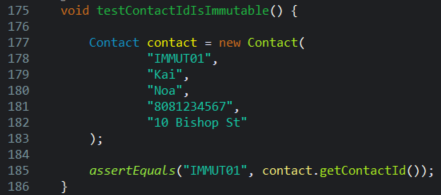 175 void testContactIdIsImmutable() {
176
177 Contact contact = new Contact(
178 "IMMUT01",
179 "Kai",
180 "Noa",
181 "8081234567",
182 "10 Bishop St"
183 );
184
185 assertEquals("IMMUT01", contact.getContactId());
186 }